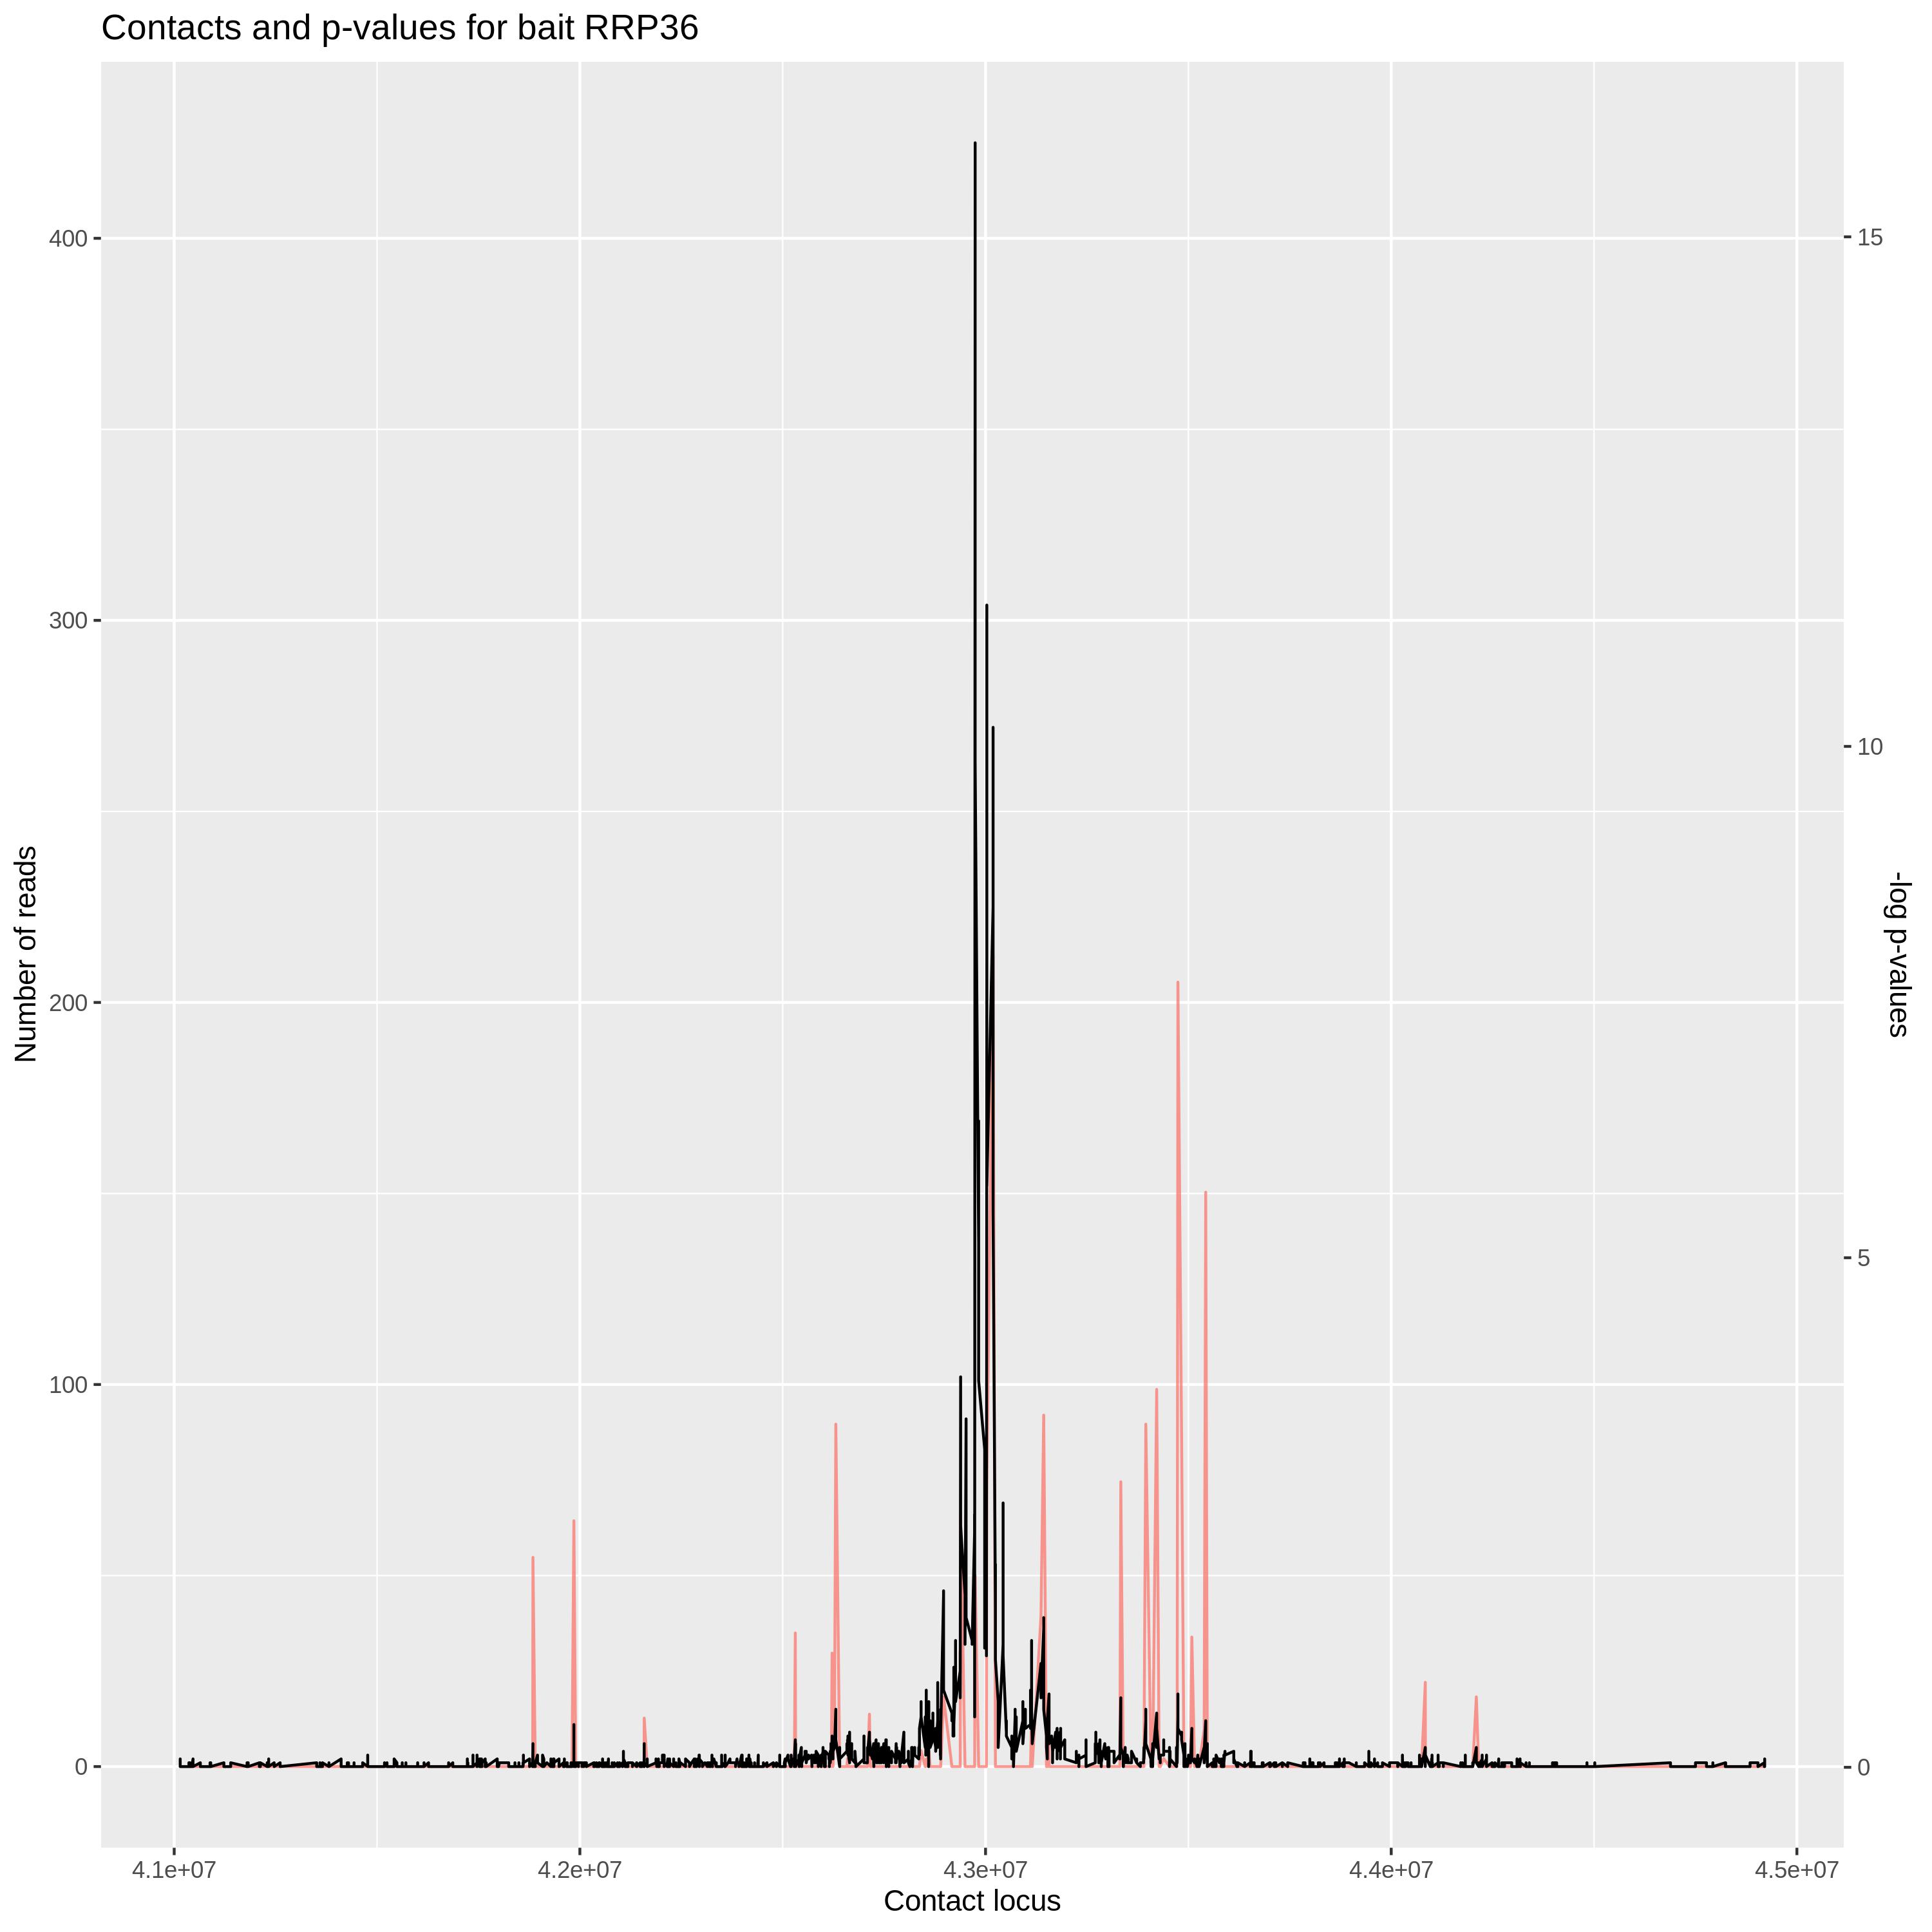 Contacts and p-values for bait RRP36
Number of reads
400
300
200
100
0
15
10
5
0
-log p-values
4.1e+07
4.2e+07
4.3e+07
4.4e+07
4.5e+07
Contact locus